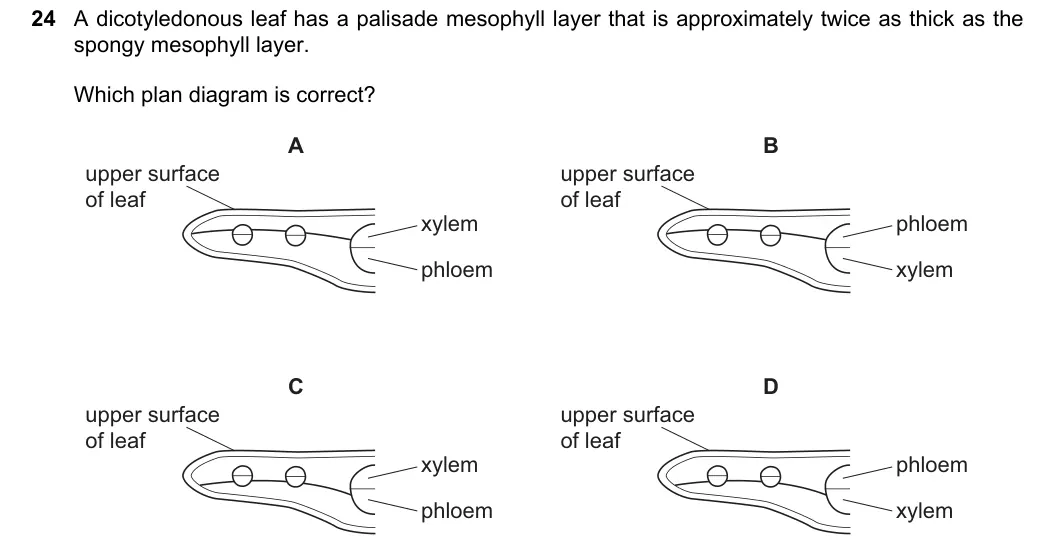 24 A dicotyledonous leaf has a palisade mesophyll layer that is approximately twice as thick as the
spongy mesophyll layer.
Which plan diagram is correct?
A
upper surface
of leaf
xylem
phloem
B
upper surface
of leaf
phloem
xylem
C
upper surface
of leaf
xylem
phloem
D
upper surface
of leaf
phloem
xylem